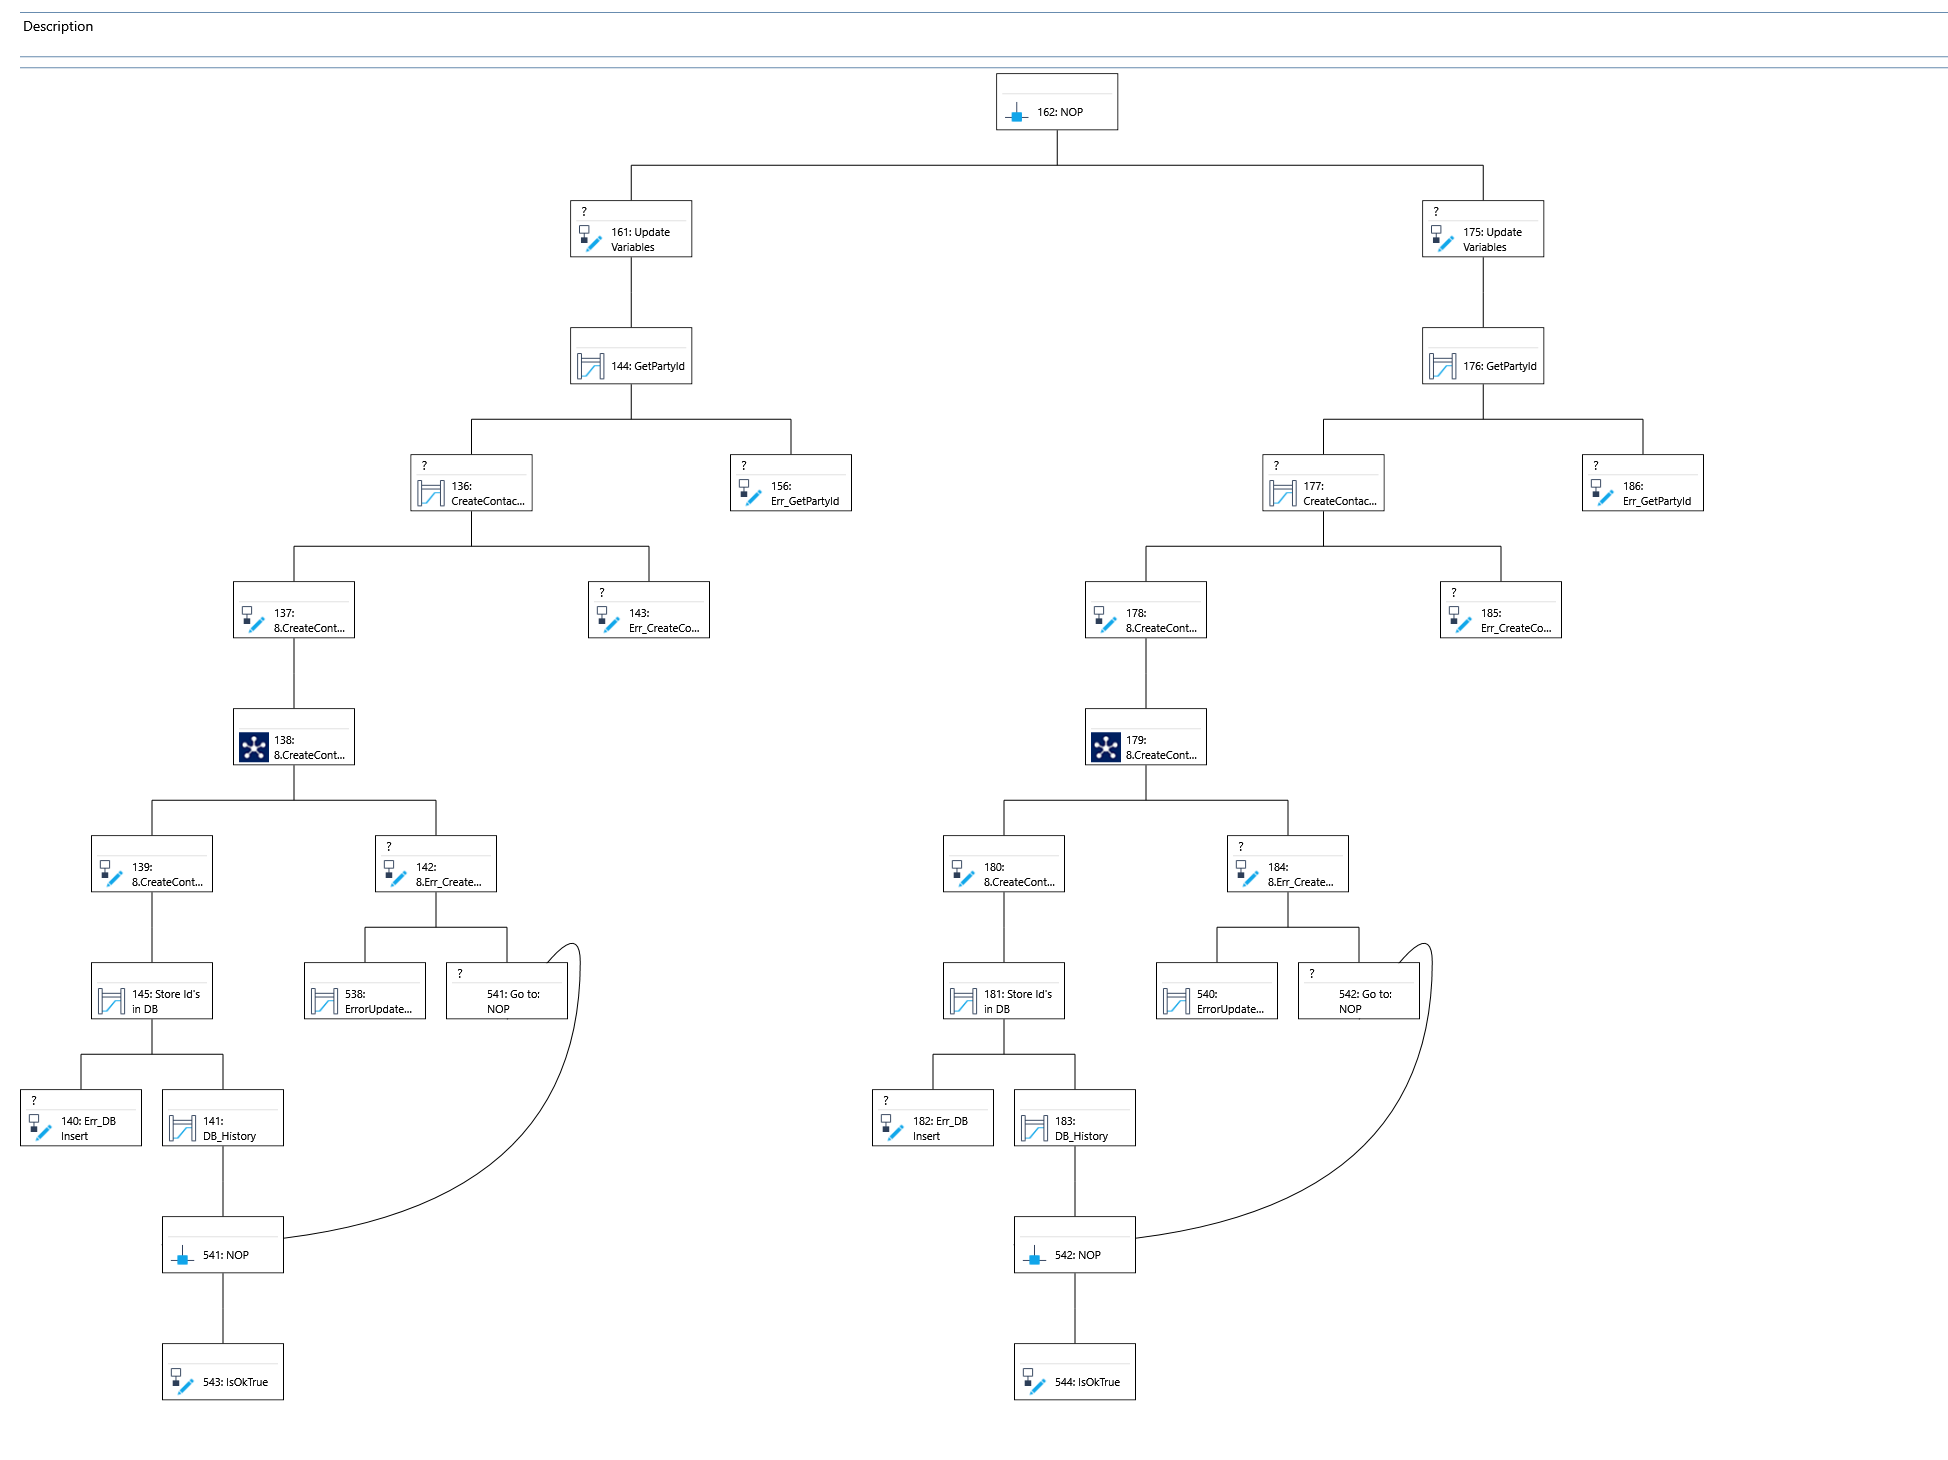 Description
162: NOP
?
161: Update
Variables
?
175: Update
Variables
144: GetPartyId
176: GetPartyId
?
136:
CreateContac...
?
156:
Err_GetPartyId
?
177:
CreateContac...
?
186:
Err_GetPartyId
137:
8.CreateCont...
?
143:
Err_CreateCo...
178:
8.CreateCont...
?
185:
Err_CreateCo...
138:
8.CreateCont...
179:
8.CreateCont...
139:
8.CreateCont...
?
142:
8.Err_Create...
180:
8.CreateCont...
?
184:
8.Err_Create...
145: Store Id's
in DB
538:
ErrorUpdate...
?
541: Go to:
NOP
181: Store Id's
in DB
540:
ErrorUpdate...
?
542: Go to:
NOP
?
140: Err_DB
Insert
141:
DB_History
?
182: Err_DB
Insert
183:
DB_History
541: NOP
542: NOP
543: IsOkTrue
544: IsOkTrue